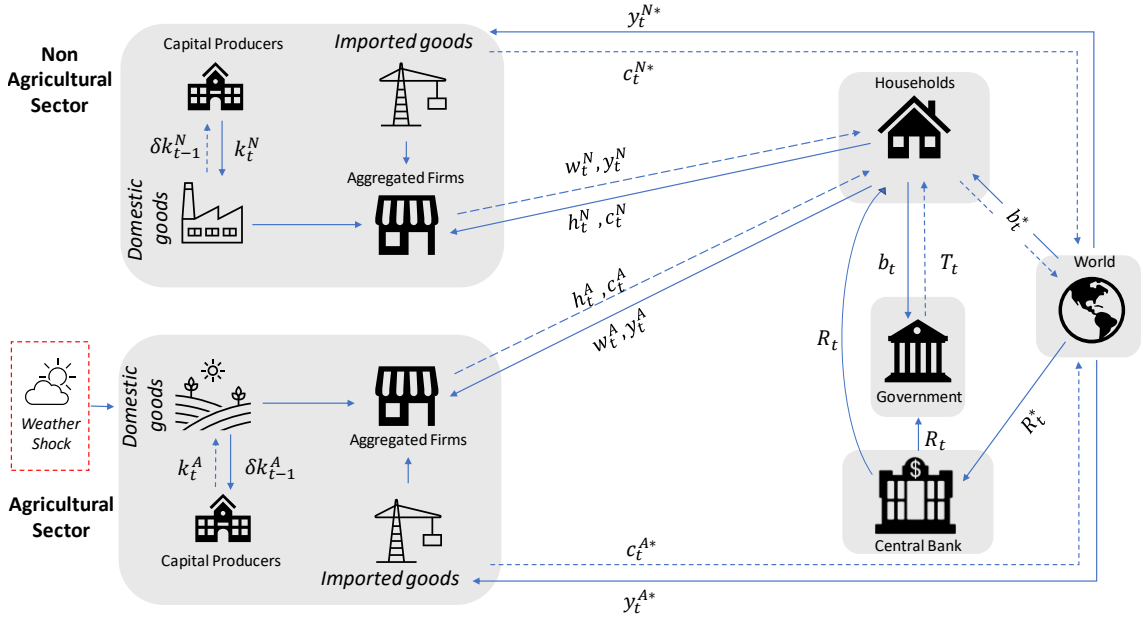 Non
Agricultural
Sector
Capital Producers
Imported goods
δk_{t-1}^N
k_t^N
Domestic
goods
Aggregated Firms
y_t^{N*}
c_t^{N*}
Households
w_t^N, y_t^N
h_t^N, c_t^N
b_t^*
World
b_t
T_t
h_t^A, c_t^A
w_t^A, y_t^A
R_t
Government
R_t^*
R_t
$
Central Bank
Weather
Shock
Domestic
goods
Aggregated Firms
k_t^A
δk_{t-1}^A
Agricultural
Sector
Capital Producers
Imported goods
c_t^{A*}
y_t^{A*}